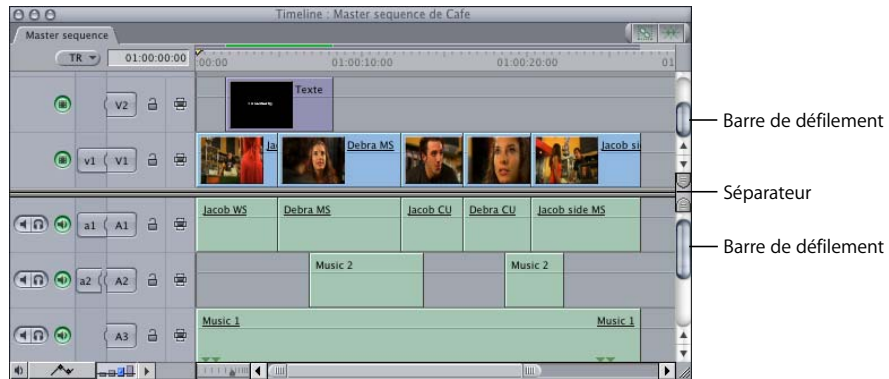 Timeline : Master sequence de Cafe
Master sequence
TR 01:00:00:00 :00:00 01:00:10:00 01:00:20:00 01
Texte
V2
Barre de défilement
v1 V1 Ja Debra MS Jacob si
Séparateur
a1 A1 Jacob WS Debra MS Jacob CU Debra CU Jacob side MS
Barre de défilement
a2 A2 Music 2 Music 2
A3 Music 1 Music 1